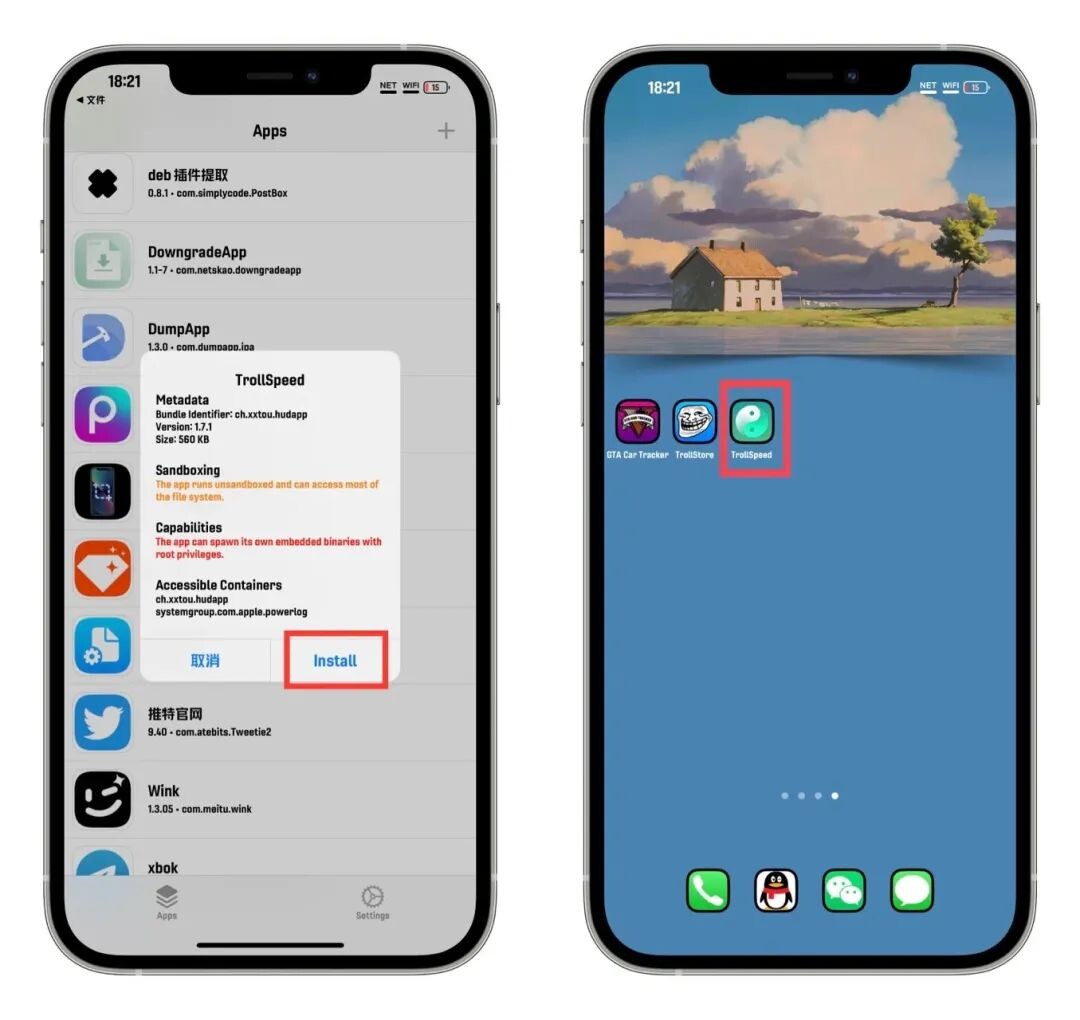 18:21
NET WIFI 15
◀文件
Apps
deb 插件提取
0.8.1 • com.simplycode.PostBox
DowngradeApp
1.1-7 • com.netskao.downgradeapp
DumpApp
1.3.0 • com.dumpapp.ipa
TrollSpeed
Metadata
Bundle Identifier: ch.xxtou.hudapp
Version: 1.7.1
Size: 560 KB
Sandboxing
The app runs unsandboxed and can access most of
the file system.
Capabilities
The app can spawn its own embedded binaries with
root privileges.
Accessible Containers
ch.xxtou.hudapp
systemgroup.com.apple.powerlog
取消 Install
推特官网
9.40 • com.atebits.Tweetie2
Wink
1.3.05 • com.meitu.wink
xbok
Apps Settings
18:21
NET WIFI 15
GTA Car Tracker TrollStore TrollSpeed